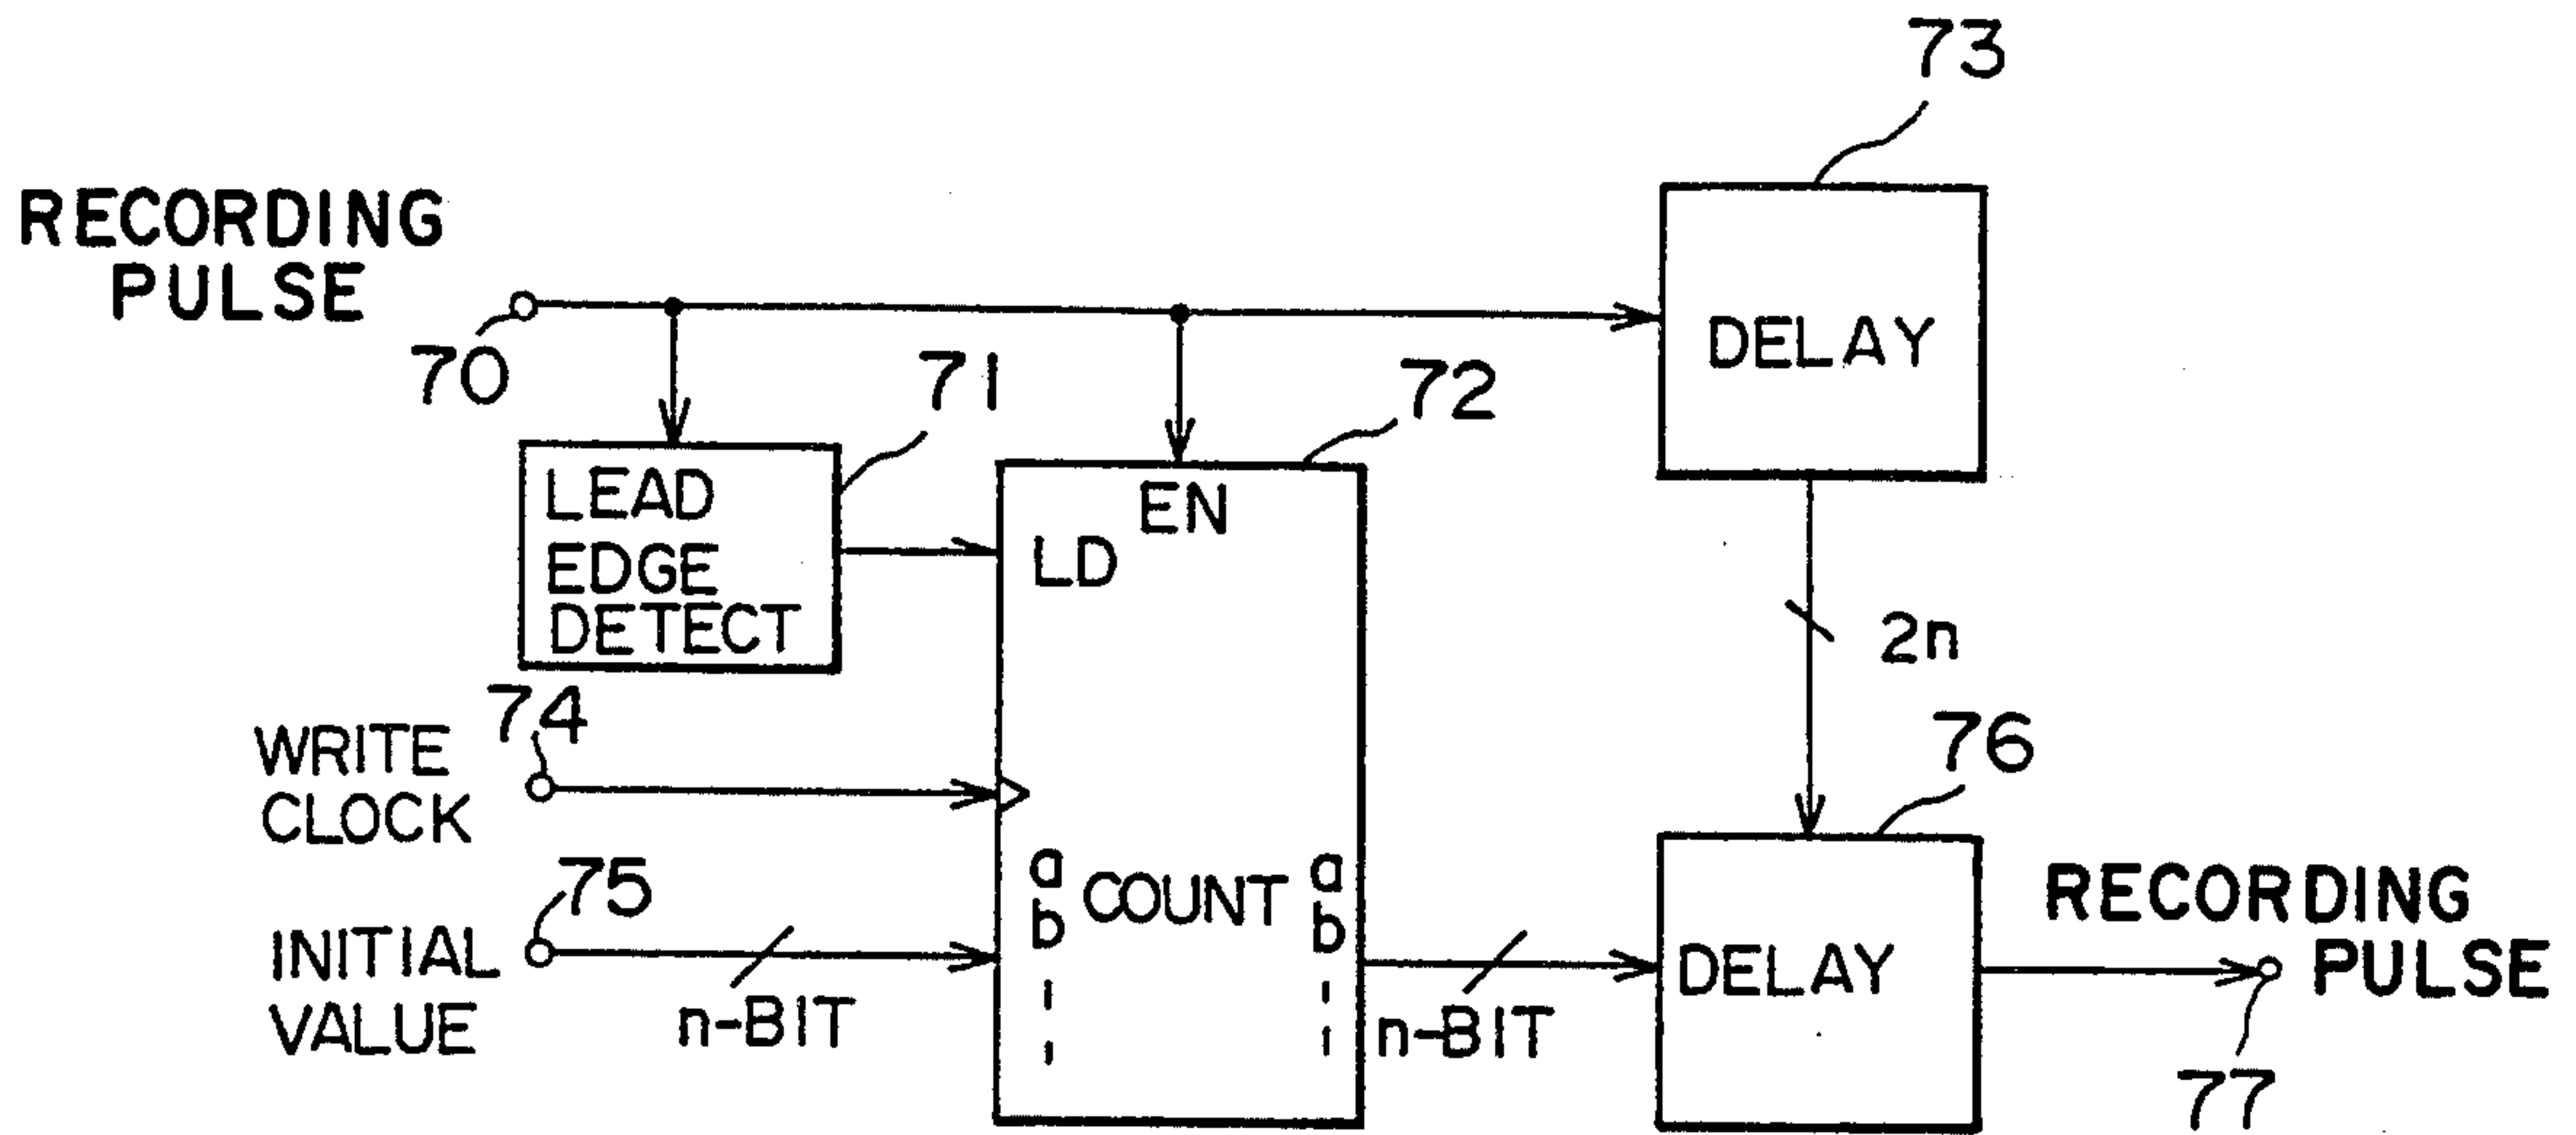 73
RECORDING
PULSE
70
DELAY
71
72
LEAD
EDGE
DETECT
EN
LD
2n
74
WRITE
CLOCK
76
75
INITIAL
VALUE
n-BIT
a
b
COUNT
a
b
n-BIT
DELAY
RECORDING
PULSE
77